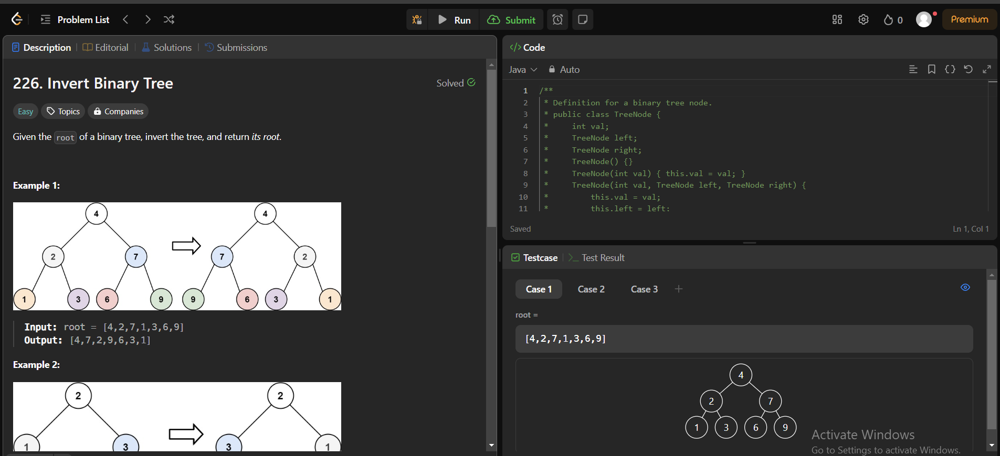 Problem List
Run
Submit
0
Premium
Description
Editorial
Solutions
Submissions
226. Invert Binary Tree
Solved
Easy
Topics
Companies
Given the root of a binary tree, invert the tree, and return its root.
Example 1:
4
4
2
7
7
2
1
3
6
9
9
6
3
1
Input: root = [4,2,7,1,3,6,9]
Output: [4,7,2,9,6,3,1]
Example 2:
2
2
1
3
3
1
Code
Java
Auto
1 /**
2 * Definition for a binary tree node.
3 * public class TreeNode {
4 * int val;
5 * TreeNode left;
6 * TreeNode right;
7 * TreeNode() {}
8 * TreeNode(int val) { this.val = val; }
9 * TreeNode(int val, TreeNode left, TreeNode right) {
10 * this.val = val;
11 * this.left = left:
Saved
Ln 1, Col 1
Testcase
Test Result
Case 1
Case 2
Case 3
root =
[4,2,7,1,3,6,9]
4
2
7
1
3
6
9
Activate Windows
Go to Settings to activate Windows.